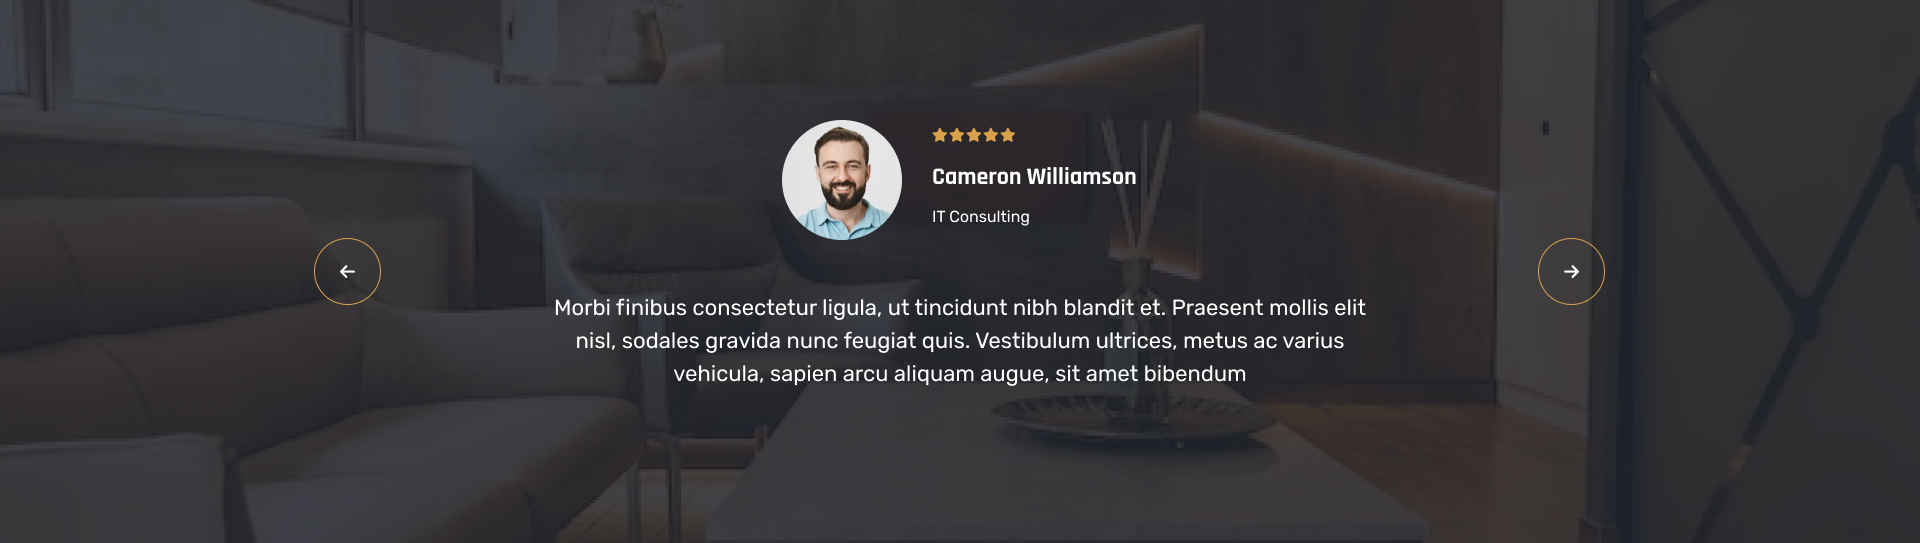 Cameron Williamson
IT Consulting
Morbi finibus consectetur ligula, ut tincidunt nibh blandit et. Praesent mollis elit
nisl, sodales gravida nunc feugiat quis. Vestibulum ultrices, metus ac varius
vehicula, sapien arcu aliquam augue, sit amet bibendum